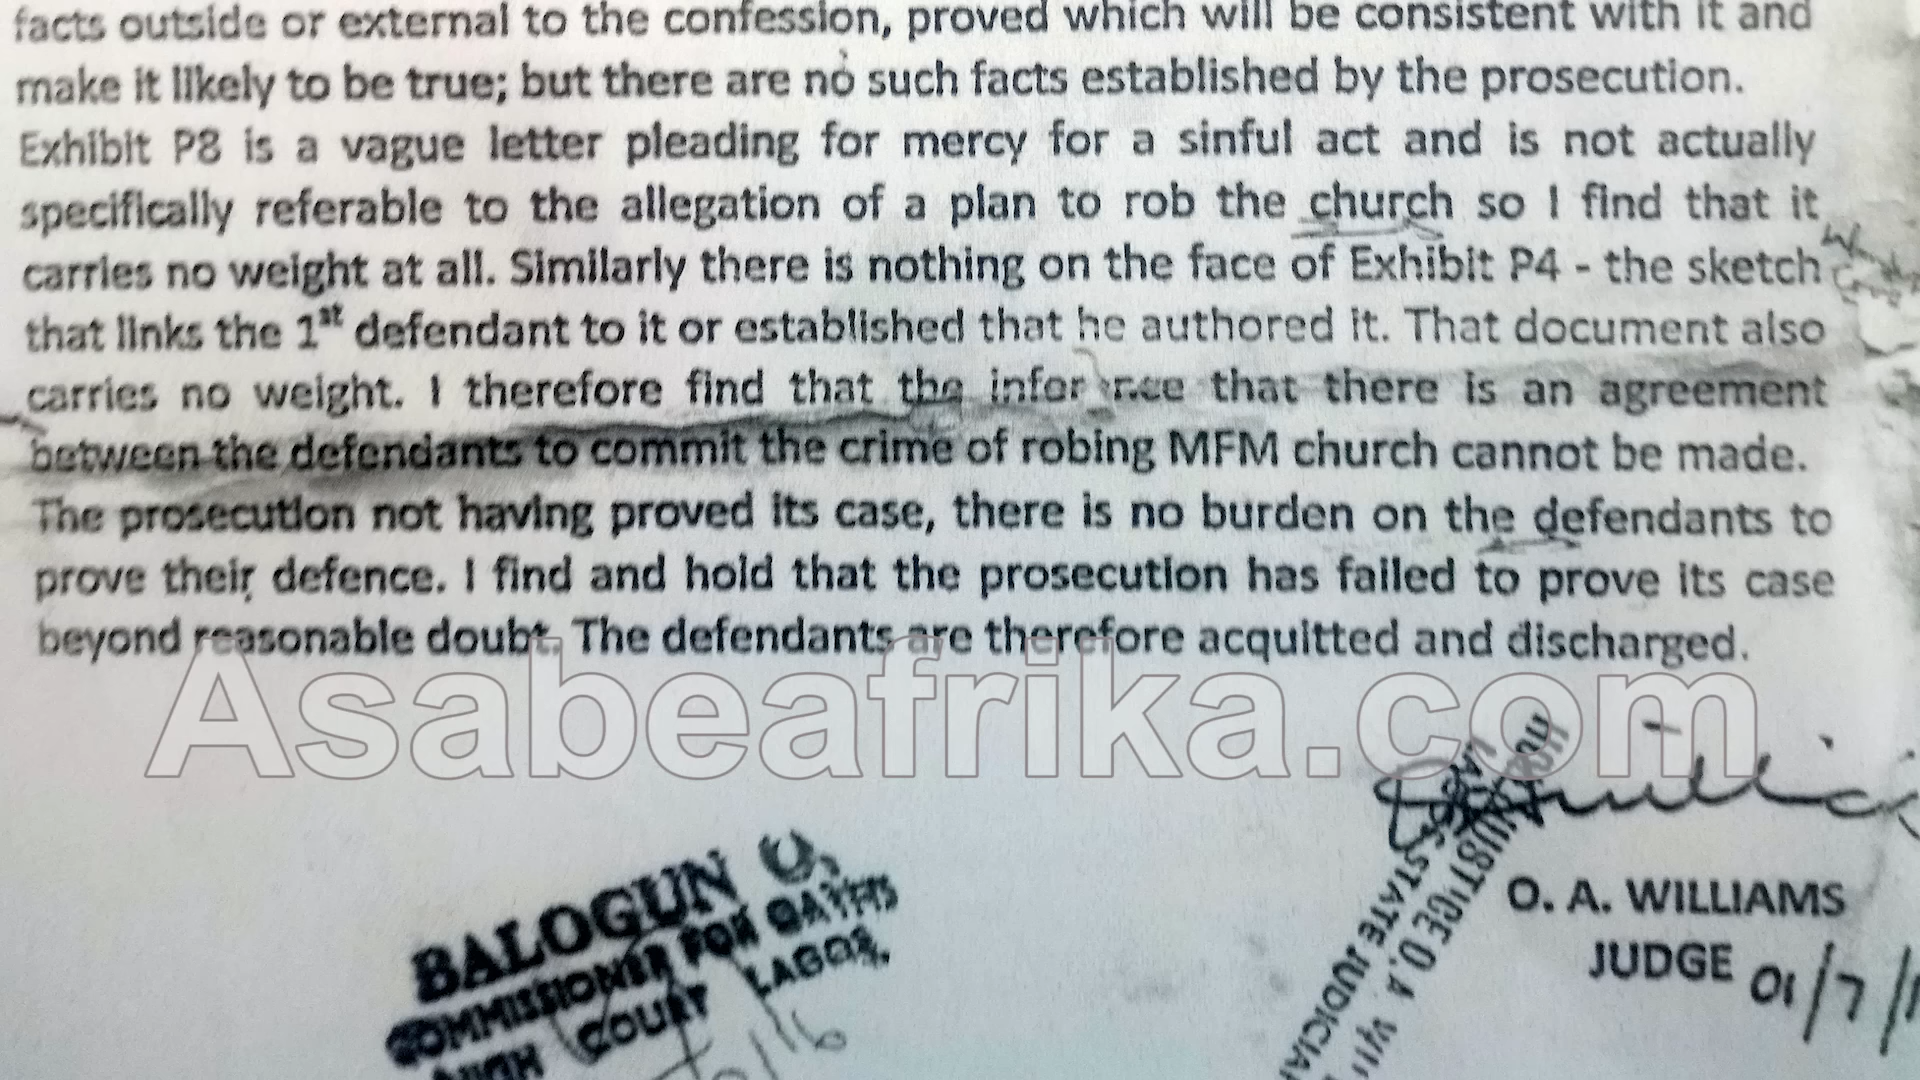 facts outside or external to the confession, proved which will be consistent with it and
make it likely to be true; but there are no such facts established by the prosecution.
Exhibit P8 is a vague letter pleading for mercy for a sinful act and is not actually
specifically referable to the allegation of a plan to rob the church so I find that it
carries no weight at all. Similarly there is nothing on the face of Exhibit P4 - the sketch
that links the 1st defendant to it or established that he authored it. That document also
carries no weight. I therefore find that the that there is an agreement
between the defendants to commit the crime of robing MFM church cannot be made.
The prosecution not having proved its case, there is no burden on the defendants to
prove their defence. I find and hold that the prosecution has failed to prove its case
beyond reasonable doubt. The defendants are therefore acquitted and discharged.
Asabeafrika.com
BALOGUN O,
COMMISSIONER FOR OATHS
HIGH COURT LAGOS.
JUSTICE O. A.
STATE JUDICIA
O. A. WILLIAMS
JUDGE 01/7/1